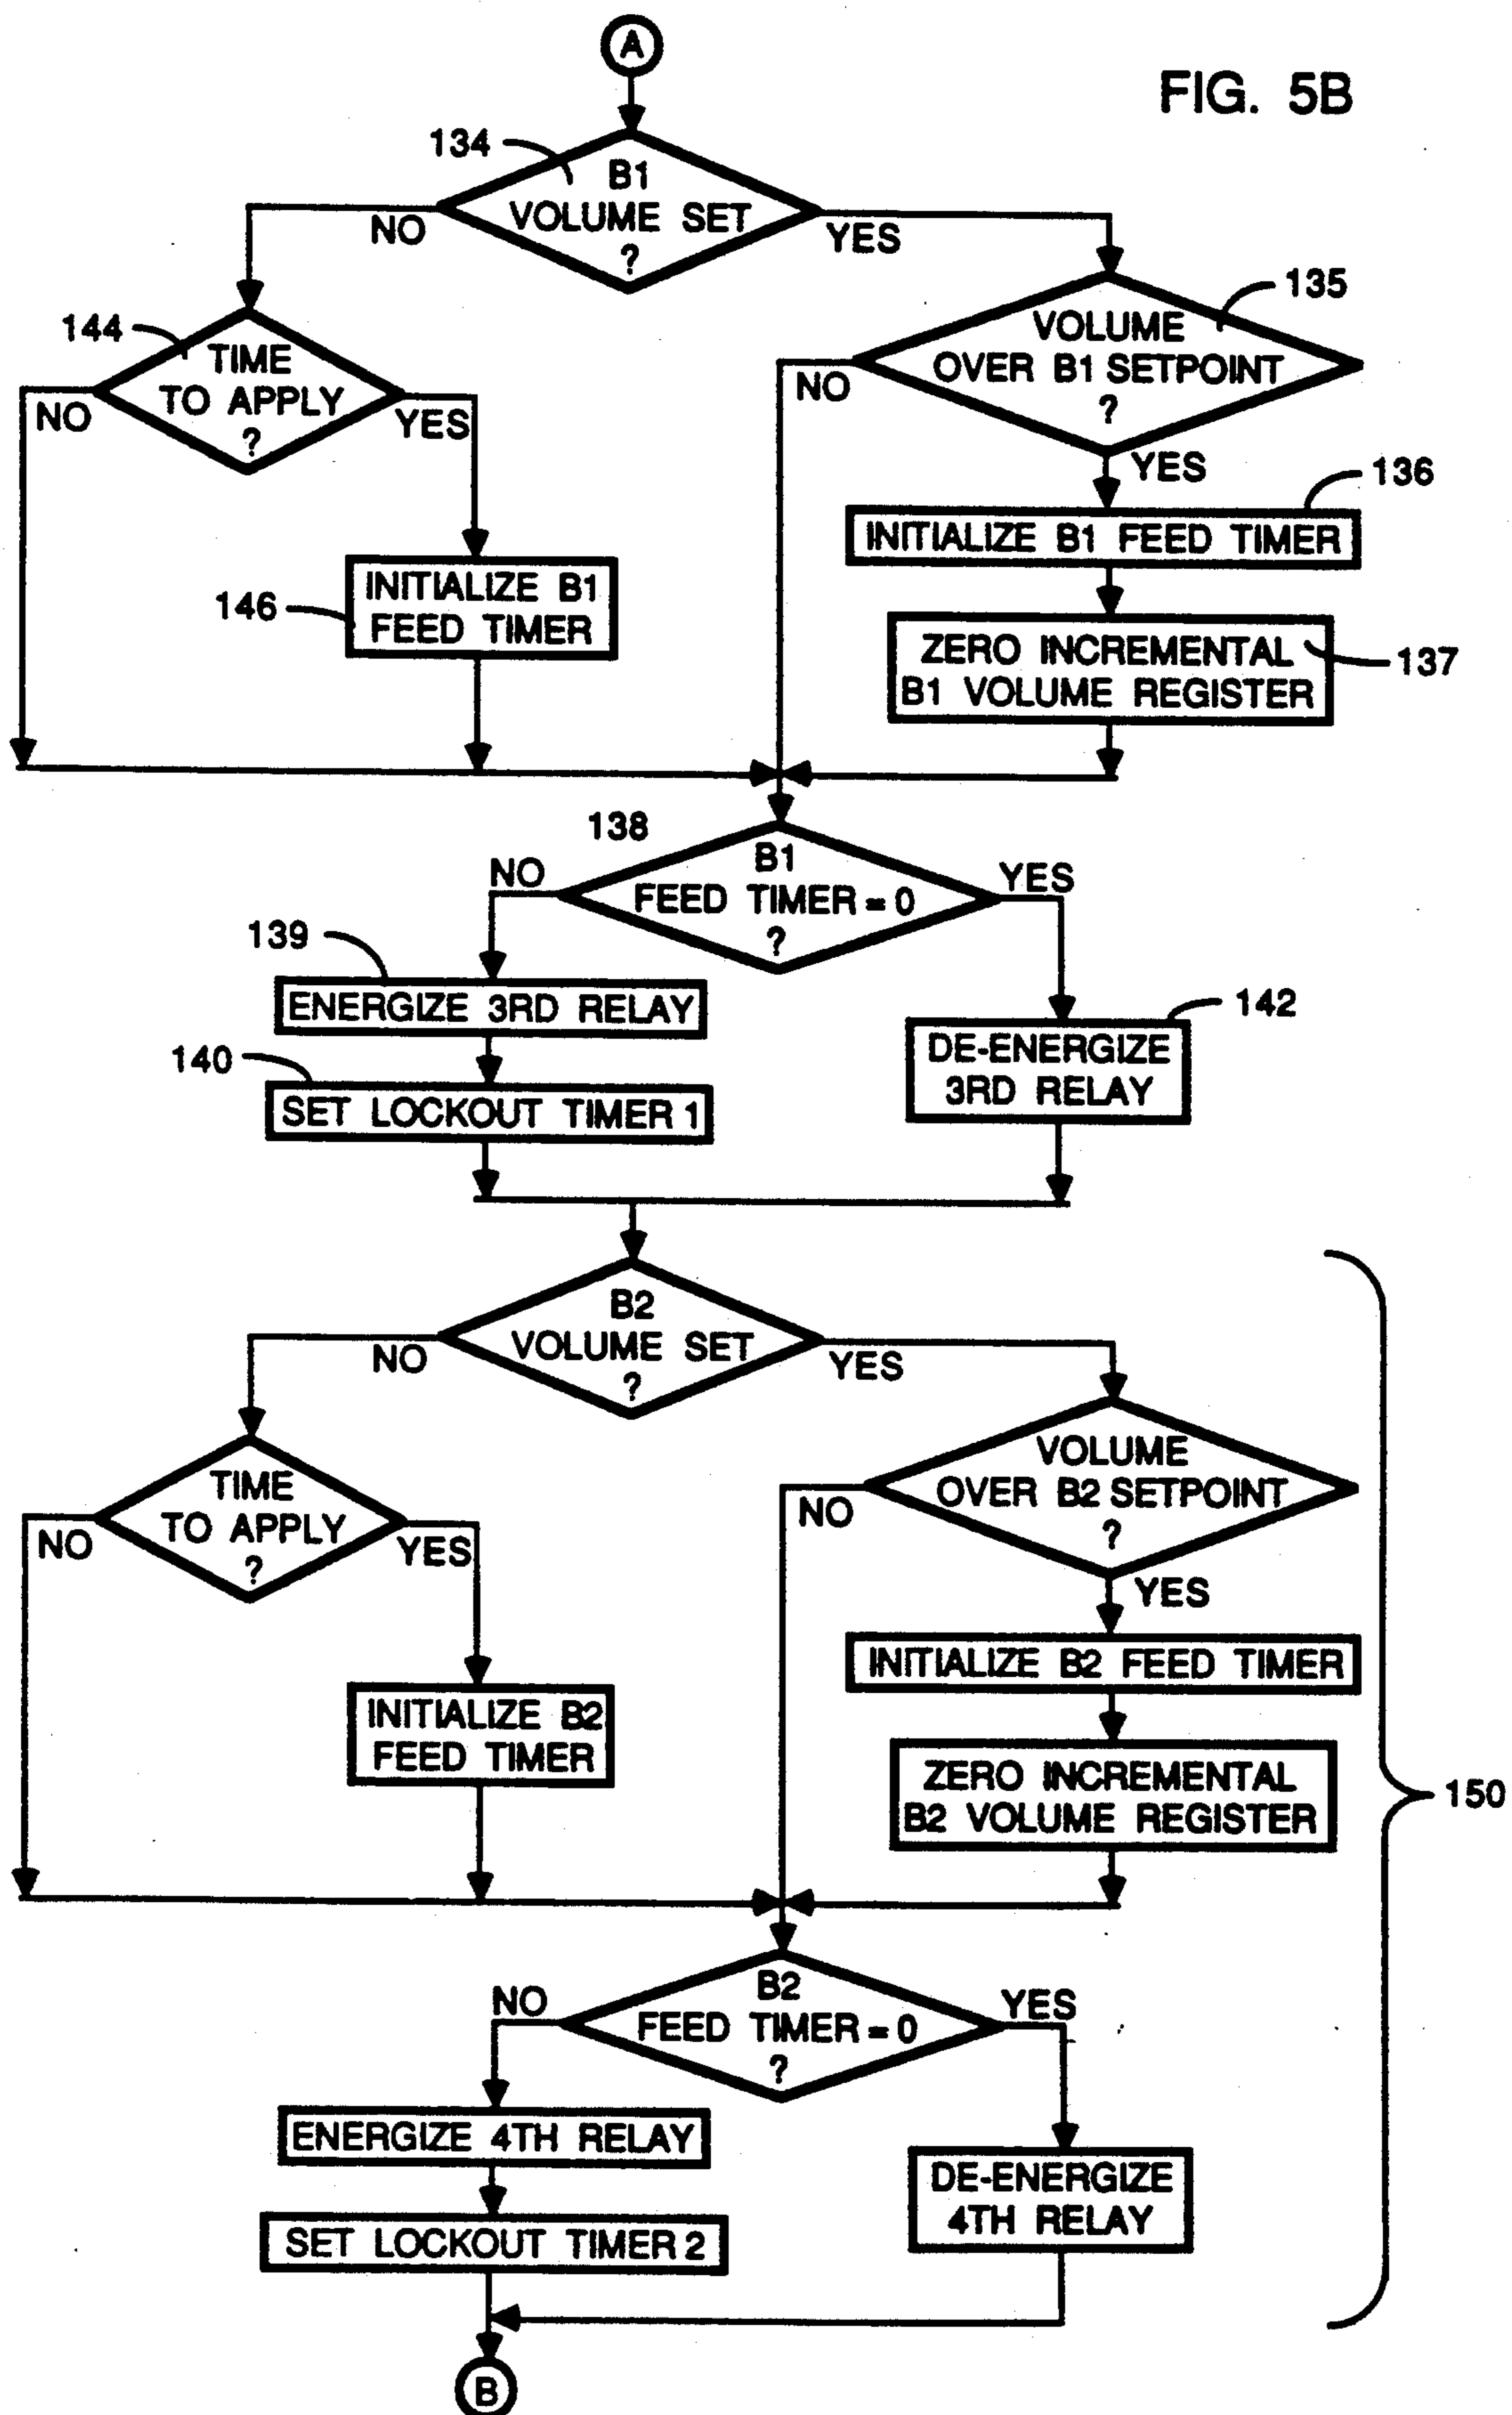 A
FIG. 5B
134
B1
VOLUME SET
?
NO
YES
135
144
TIME
TO APPLY
?
NO
YES
VOLUME
OVER B1 SETPOINT
?
NO
YES
136
INITIALIZE B1 FEED TIMER
146
INITIALIZE B1
FEED TIMER
ZERO INCREMENTAL
B1 VOLUME REGISTER
137
138
B1
FEED TIMER = 0
?
NO
YES
139
ENERGIZE 3RD RELAY
142
DE-ENERGIZE
3RD RELAY
140
SET LOCKOUT TIMER 1
B2
VOLUME SET
?
NO
YES
TIME
TO APPLY
?
NO
YES
VOLUME
OVER B2 SETPOINT
?
NO
YES
INITIALIZE B2 FEED TIMER
INITIALIZE B2
FEED TIMER
ZERO INCREMENTAL
B2 VOLUME REGISTER
150
B2
FEED TIMER = 0
?
NO
YES
ENERGIZE 4TH RELAY
DE-ENERGIZE
4TH RELAY
SET LOCKOUT TIMER 2
B